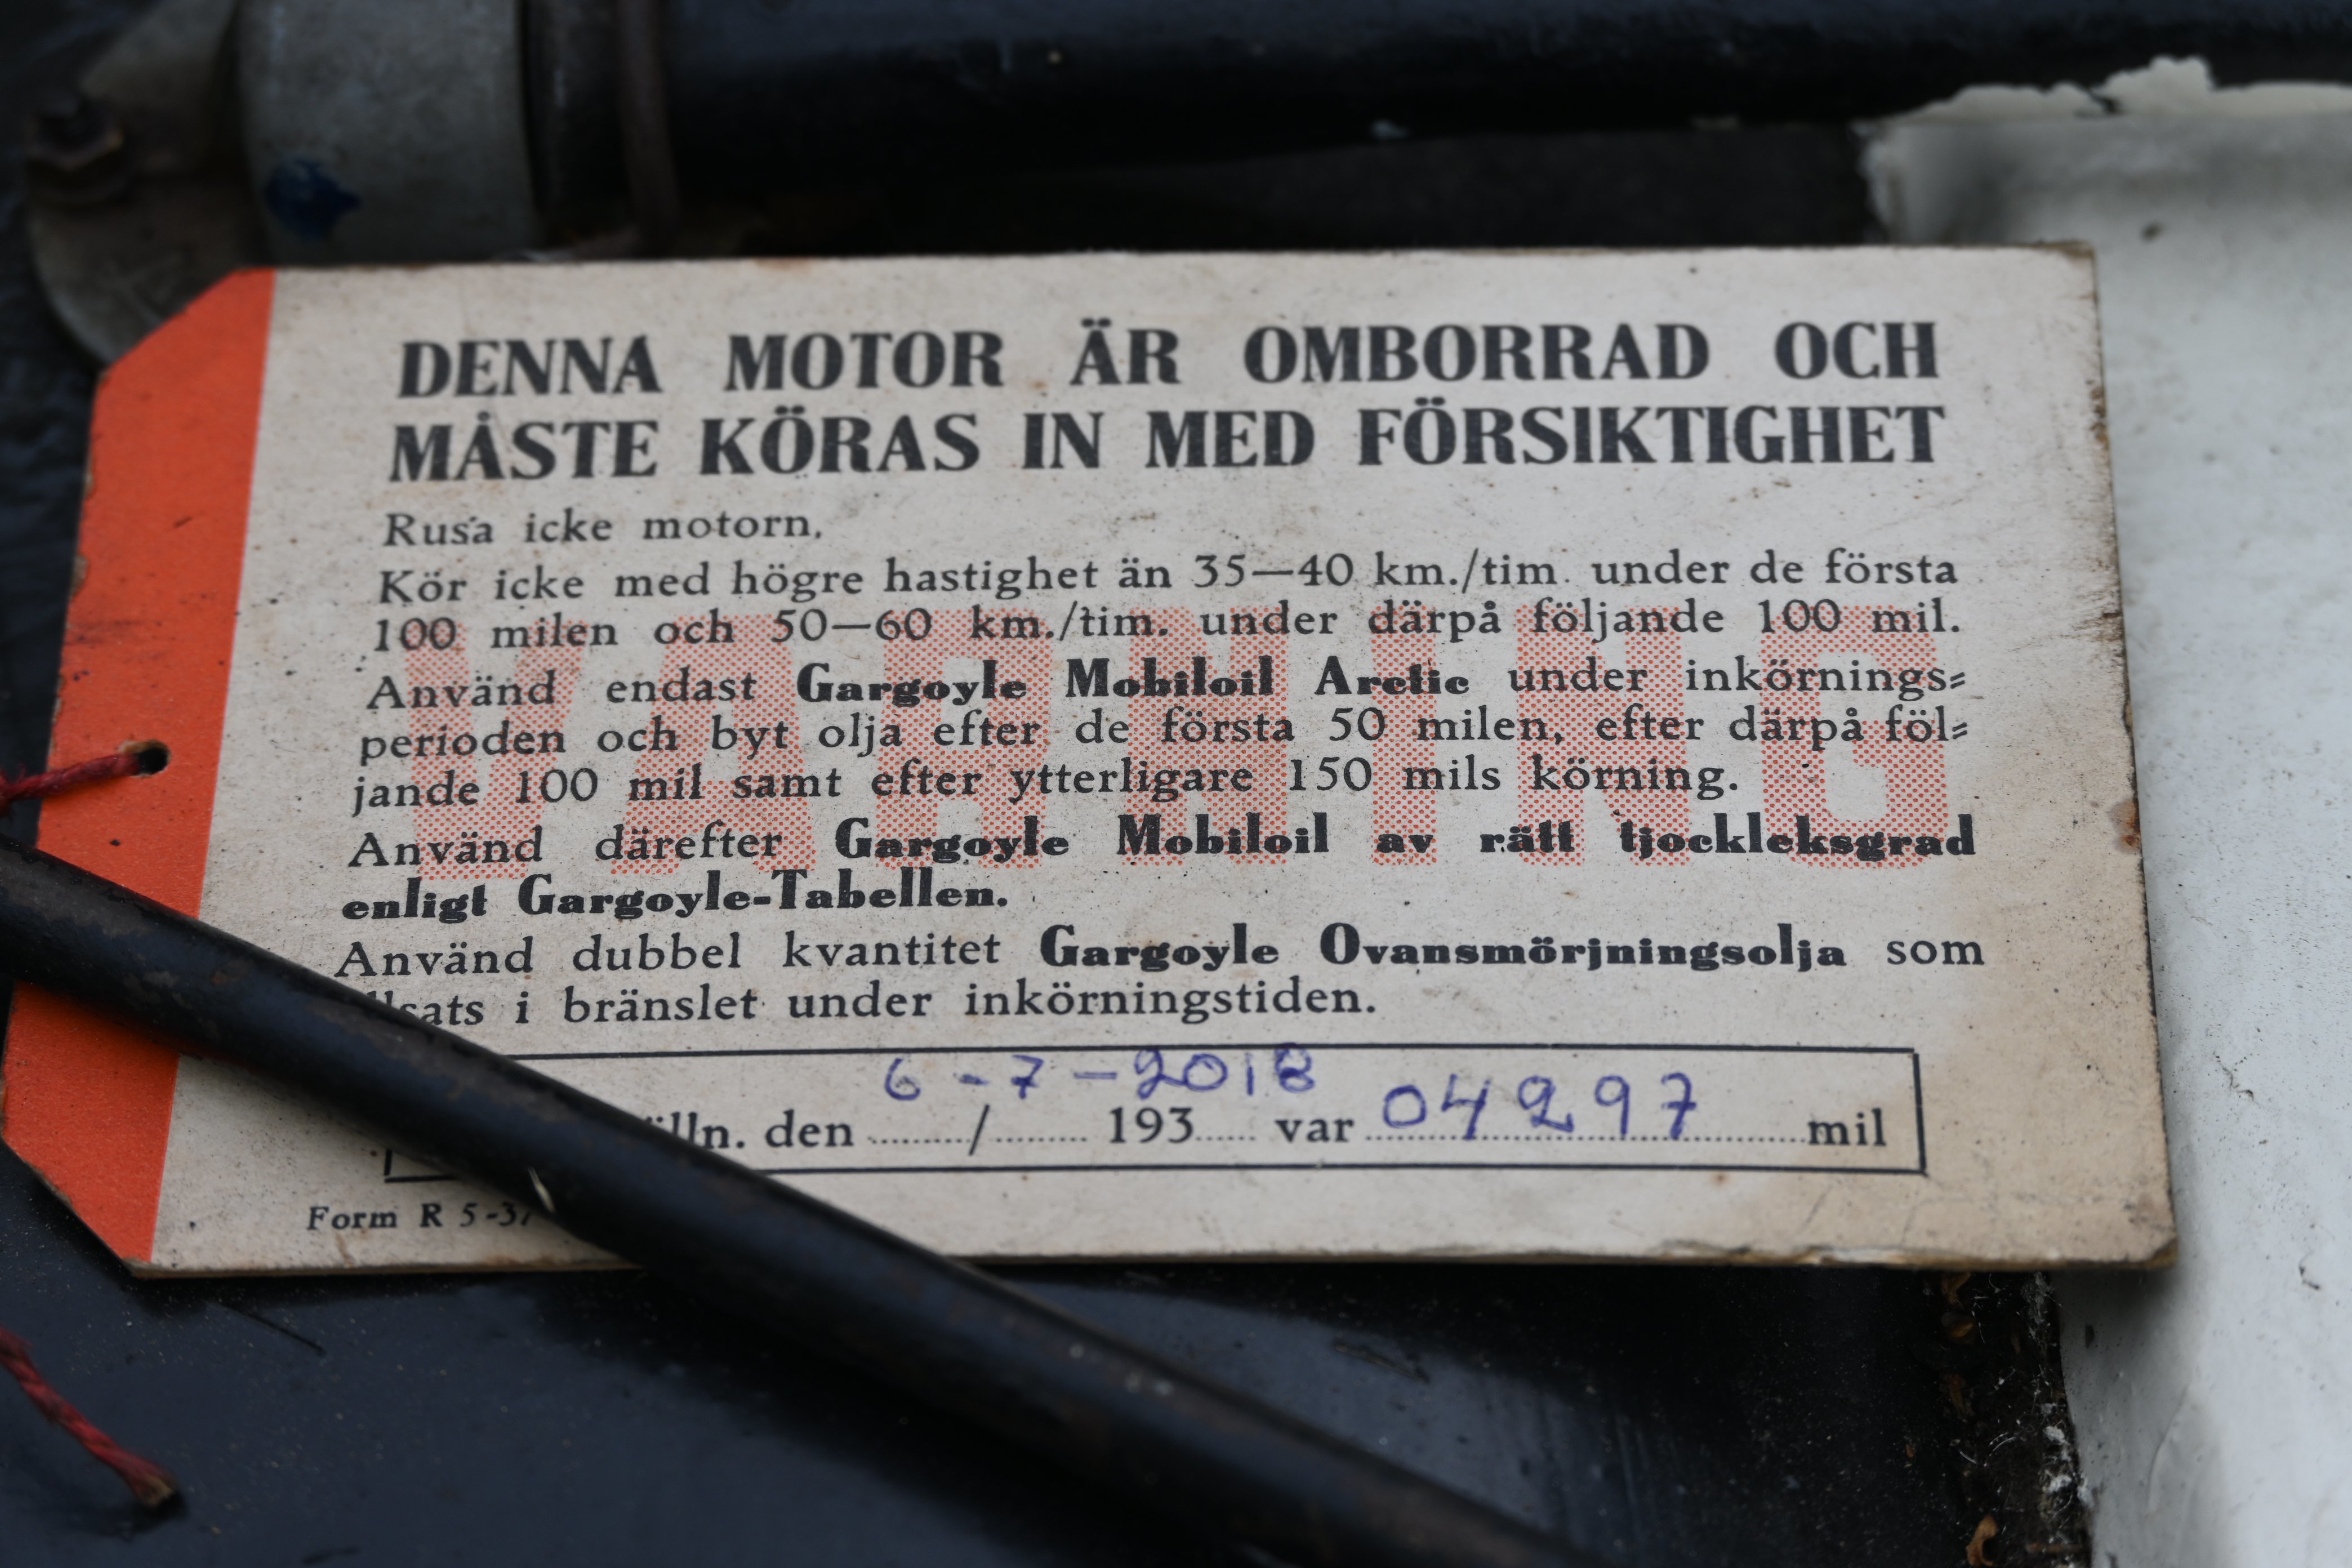 DENNA MOTOR ÄR OMBORRAD OCH
MÅSTE KÖRAS IN MED FÖRSIKTIGHET
Rusa icke motorn.
Kör icke med högre hastighet än 35—40 km./tim. under de första
100 milen och 50—60 km./tim. under därpå följande 100 mil.
VARNING
Använd endast Gargoyle Mobiloil Arctic under inkörnings-
perioden och byt olja efter de första 50 milen, efter därpå föl-
jande 100 mil samt efter ytterligare 150 mils körning.
Använd därefter Gargoyle Mobiloil av rätt tjockleksgrad
enligt Gargoyle-Tabellen.
Använd dubbel kvantitet Gargoyle Ovansmörjningsolja som
i bränslet under inkörningstiden.
6-7-2018
den ........./......... 193...... var 04297 mil
Form R 5-37